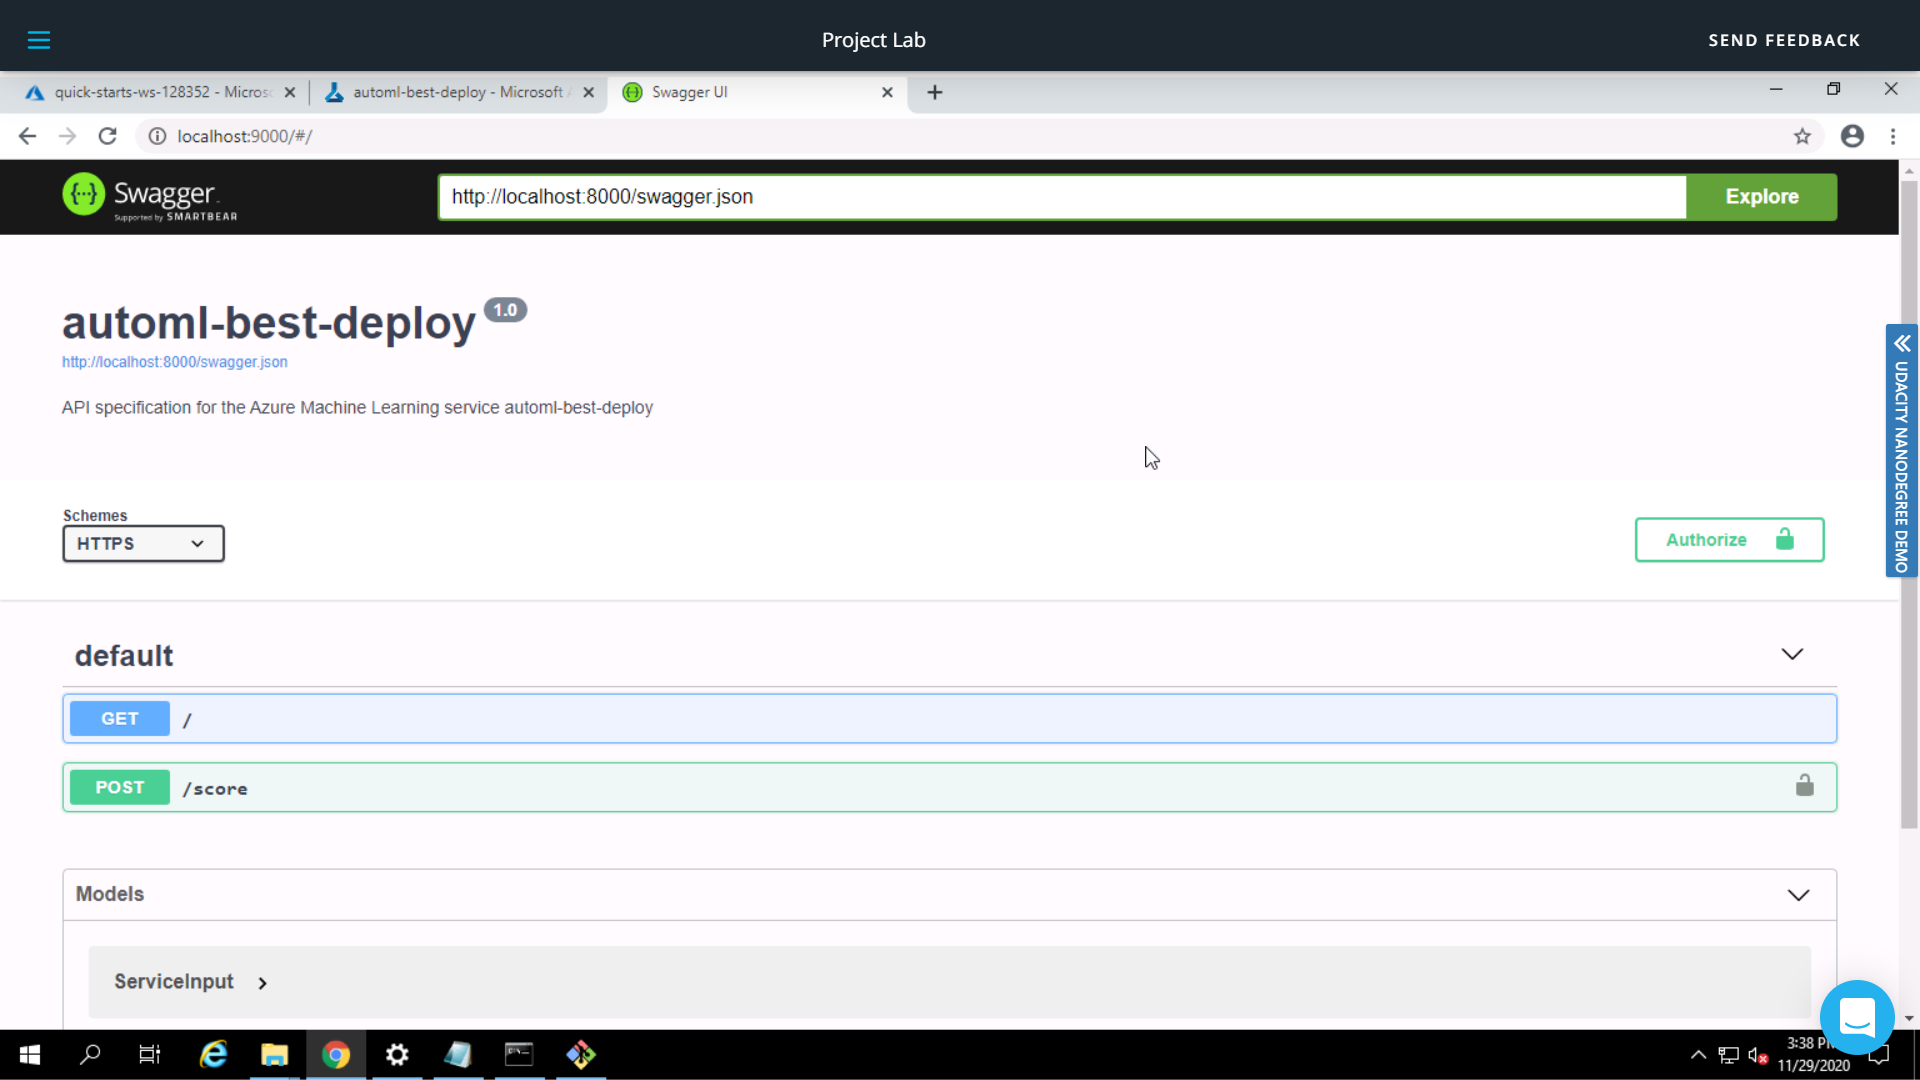 Project Lab
SEND FEEDBACK
quick-starts-ws-128352 - Micros
automl-best-deploy - Microsoft
Swagger UI
localhost:9000/#/
Swagger
Supported by SMARTBEAR
http://localhost:8000/swagger.json
Explore
automl-best-deploy 1.0
http://localhost:8000/swagger.json
API specification for the Azure Machine Learning service automl-best-deploy
UDACITY NANODEGREE DEMO
Schemes
HTTPS
Authorize
default
GET /
POST /score
Models
ServiceInput
3:38
11/29/2020